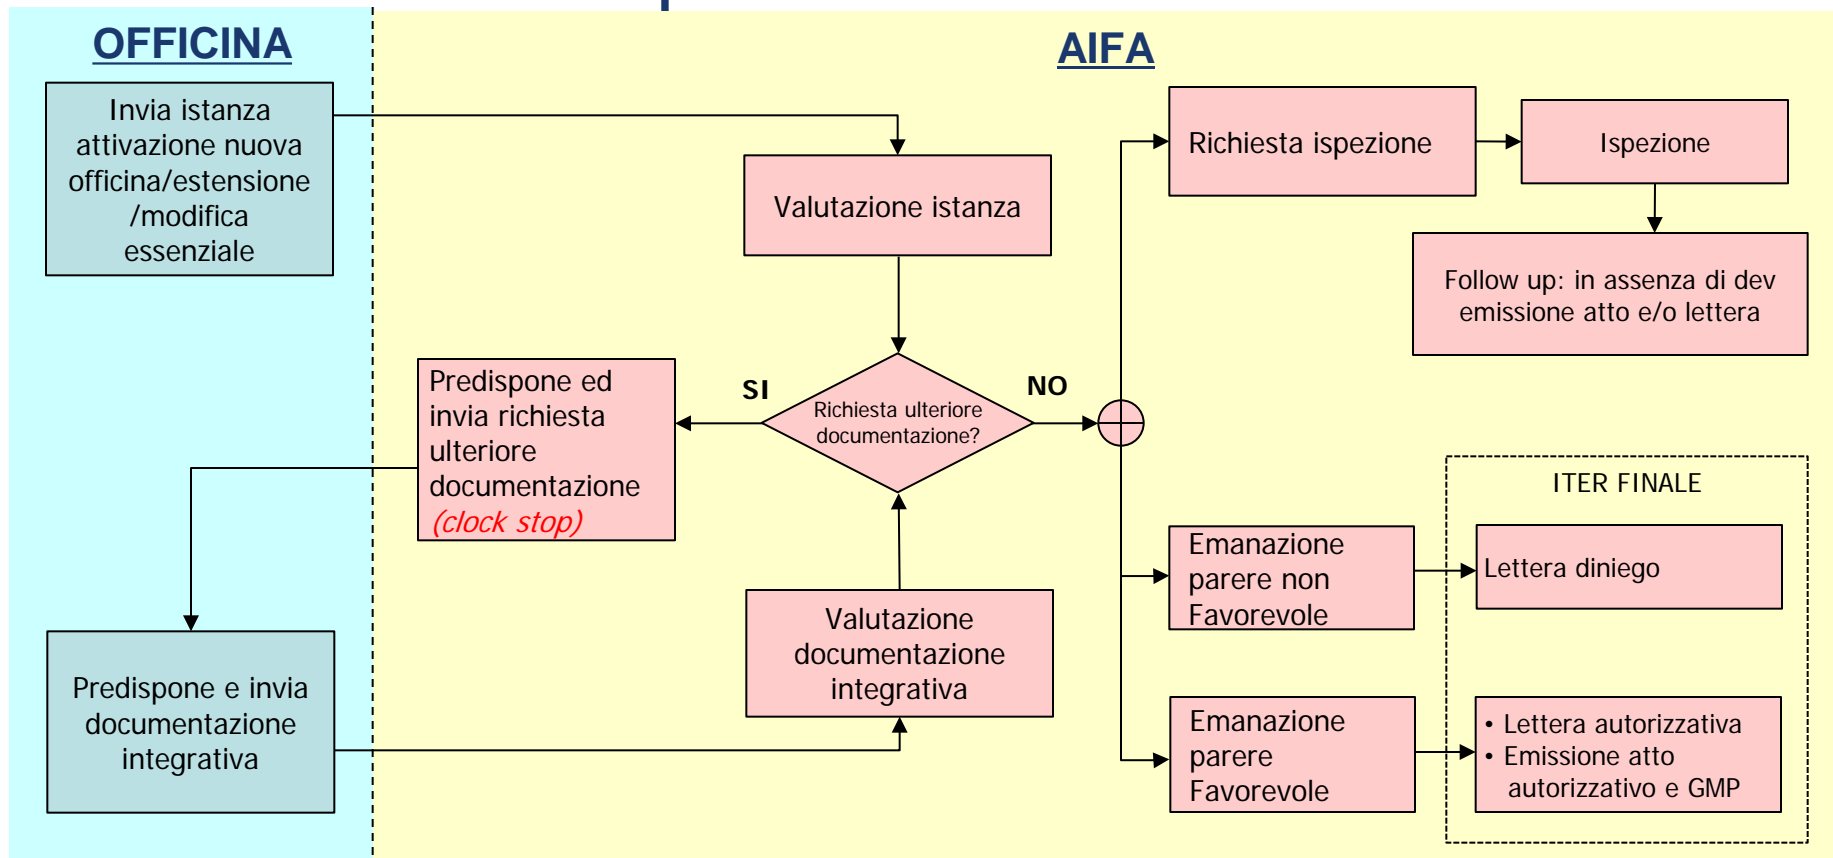 OFFICINA
AIFA
Invia istanza
attivazione nuova
officina/estensione
/modifica
essenziale
Valutazione istanza
Richiesta ispezione
Ispezione
Follow up: in assenza di dev
emissione atto e/o lettera
Predispone ed
invia richiesta
ulteriore
documentazione
(clock stop)
SI
Richiesta ulteriore
documentazione?
NO
ITER FINALE
Emanazione
parere non
Favorevole
Lettera diniego
Predispone e invia
documentazione
integrativa
Valutazione
documentazione
integrativa
Emanazione
parere
Favorevole
• Lettera autorizzativa
• Emissione atto
autorizzativo e GMP